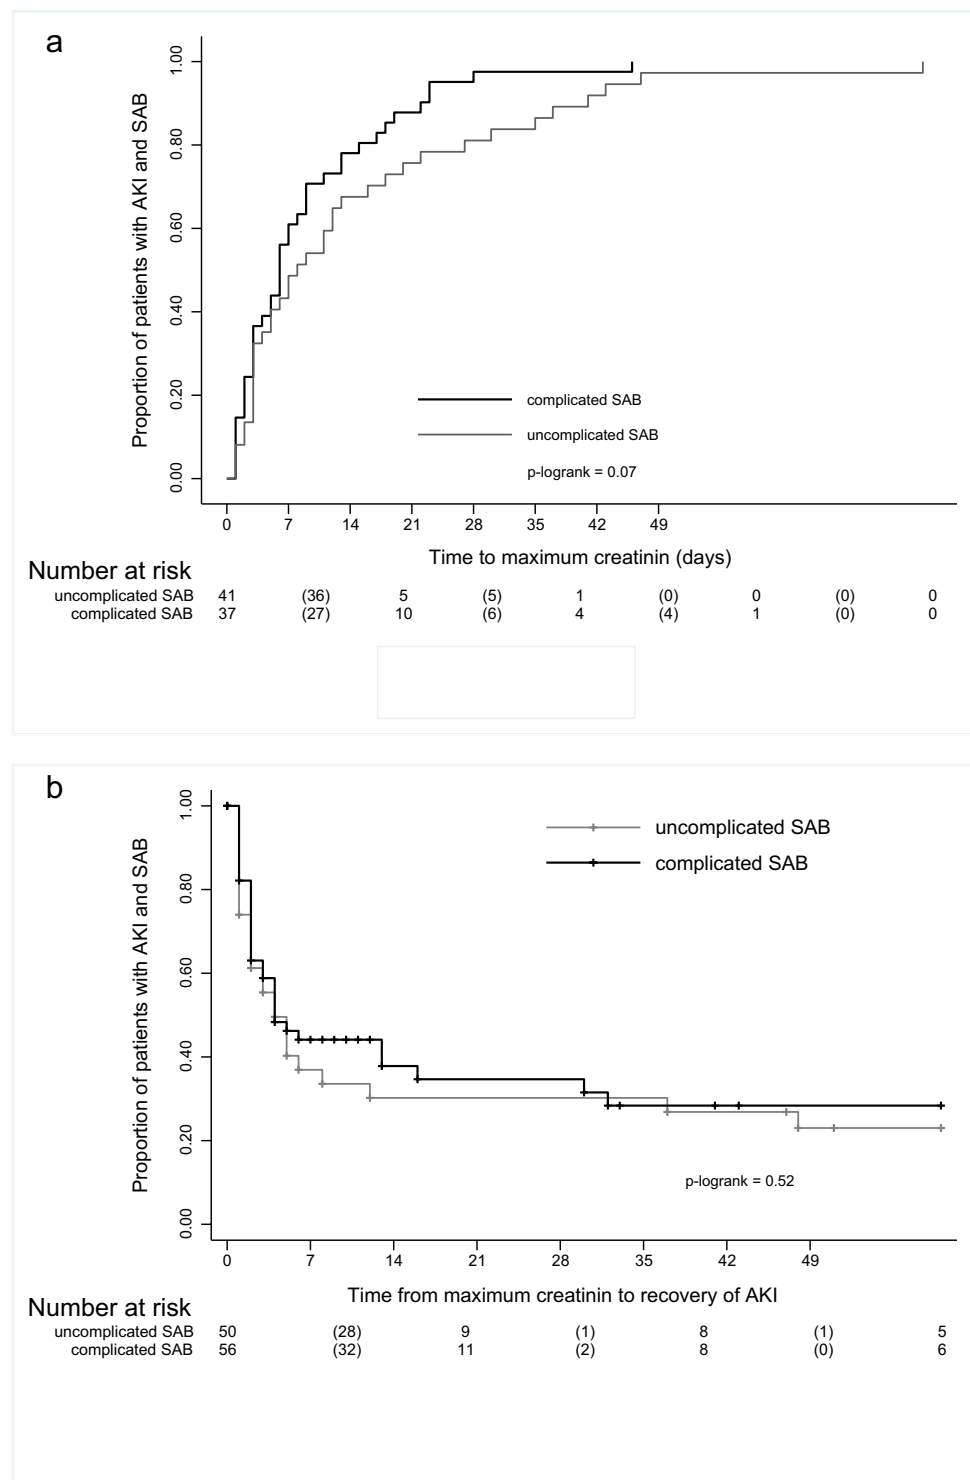 a
Proportion of patients with AKI and SAB
1.00
0.80
0.60
0.40
0.20
0.00
complicated SAB
uncomplicated SAB
p-logrank = 0.07
0 7 14 21 28 35 42 49
Time to maximum creatinin (days)
Number at risk
uncomplicated SAB 41 (36) 5 (5) 1 (0) 0 (0) 0
complicated SAB 37 (27) 10 (6) 4 (4) 1 (0) 0
b
Proportion of patients with AKI and SAB
1.00
0.80
0.60
0.40
0.20
0.00
uncomplicated SAB
complicated SAB
p-logrank = 0.52
0 7 14 21 28 35 42 49
Time from maximum creatinin to recovery of AKI
Number at risk
uncomplicated SAB 50 (28) 9 (1) 8 (1) 5
complicated SAB 56 (32) 11 (2) 8 (0) 6